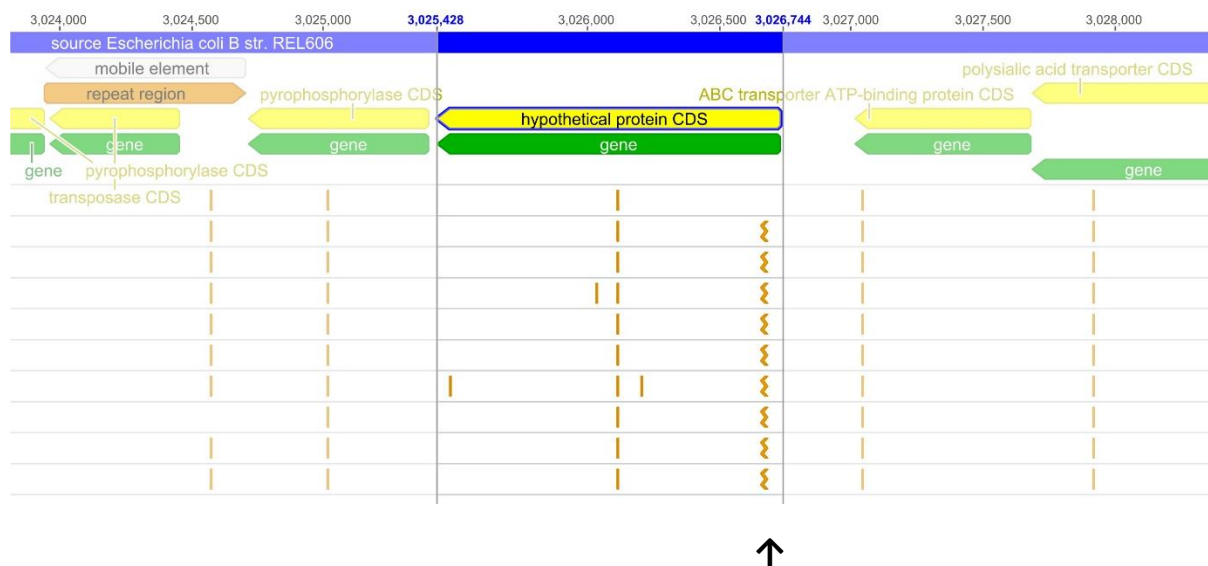 3,024,000 3,024,500 3,025,000 3,025,428 3,026,000 3,026,500 3,026,744 3,027,000 3,027,500 3,028,000
source Escherichia coli B str. REL606
mobile element
polysialic acid transporter CDS
repeat region
pyrophosphorylase CDS
ABC transporter ATP-binding protein CDS
hypothetical protein CDS
gene
gene
gene
gene
gene
pyrophosphorylase CDS
gene
transposase CDS